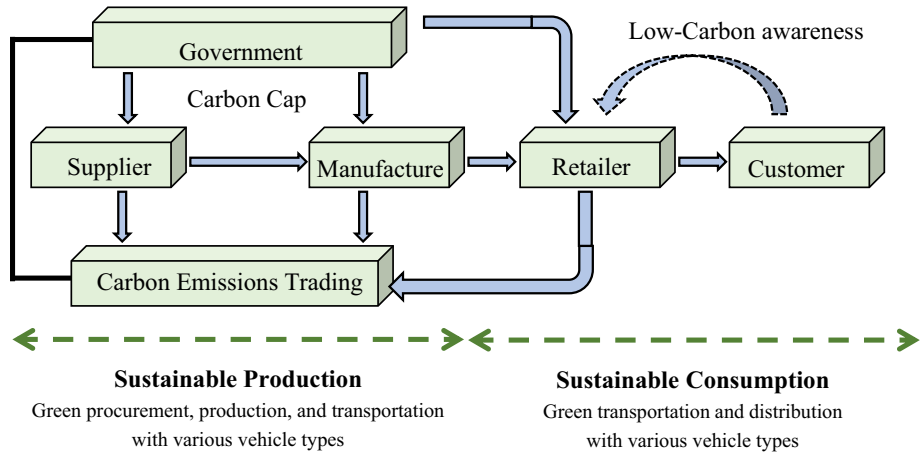 Low-Carbon awareness
Government
Carbon Cap
Supplier
Manufacture
Retailer
Customer
Carbon Emissions Trading
Sustainable Production
Green procurement, production, and transportation
with various vehicle types
Sustainable Consumption
Green transportation and distribution
with various vehicle types